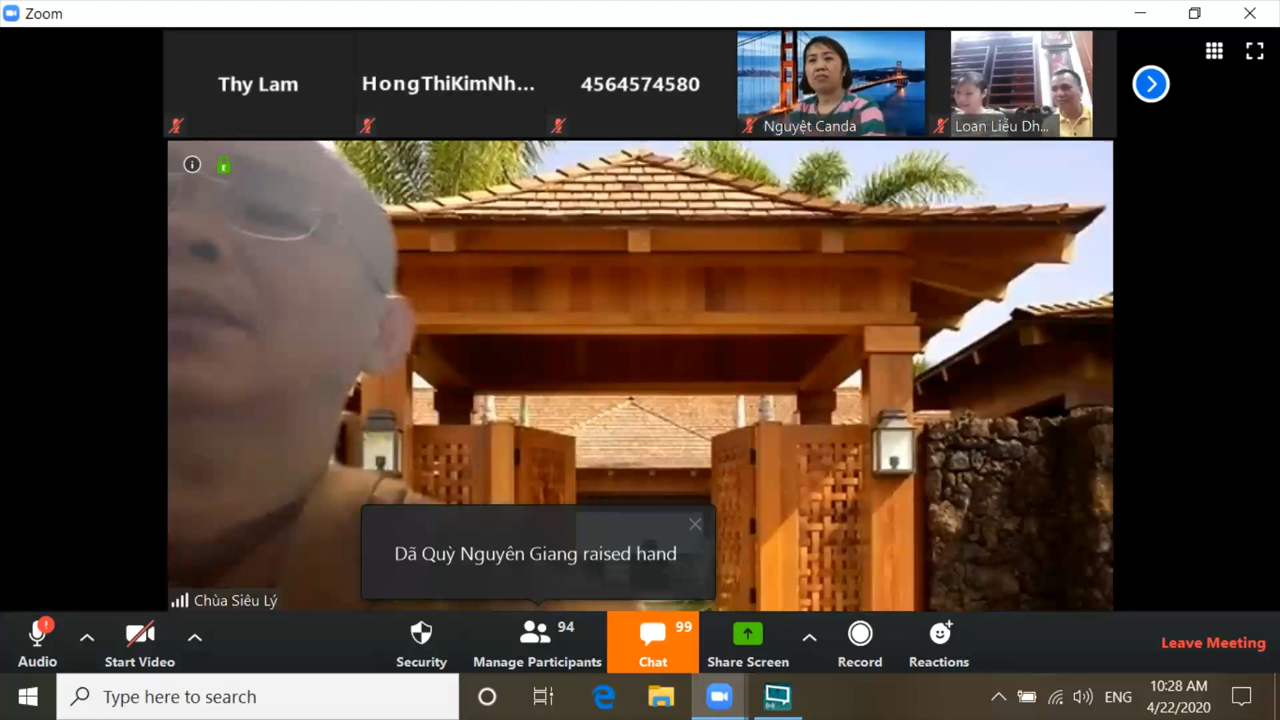 Zoom
Thy Lam
HongThiKimNh...
4564574580
Nguyệt Canda
Loan Liễu Dh...
Dã Quỳ Nguyên Giang raised hand
Chùa Siêu Lý
94
99
Audio
Start Video
Security
Manage Participants
Chat
Share Screen
Record
Reactions
Leave Meeting
Type here to search
ENG
10:28 AM
4/22/2020